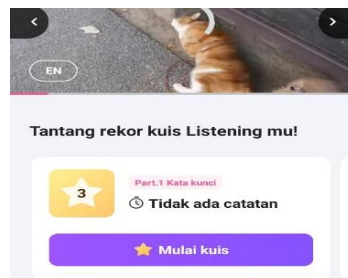 EN
Tantang rekor kuis Listening mu!
3
Part.1 Kata kunci
Tidak ada catatan
Mulai kuis